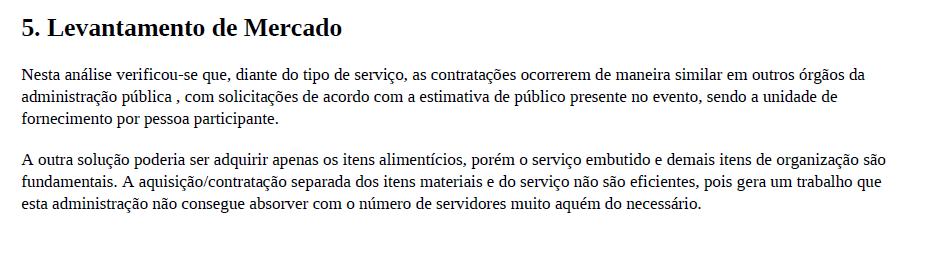 5. Levantamento de Mercado
Nesta análise verificou-se que, diante do tipo de serviço, as contratações ocorrerem de maneira similar em outros órgãos da
administração pública , com solicitações de acordo com a estimativa de público presente no evento, sendo a unidade de
fornecimento por pessoa participante.
A outra solução poderia ser adquirir apenas os itens alimentícios, porém o serviço embutido e demais itens de organização são
fundamentais. A aquisição/contratação separada dos itens materiais e do serviço não são eficientes, pois gera um trabalho que
esta administração não consegue absorver com o número de servidores muito aquém do necessário.